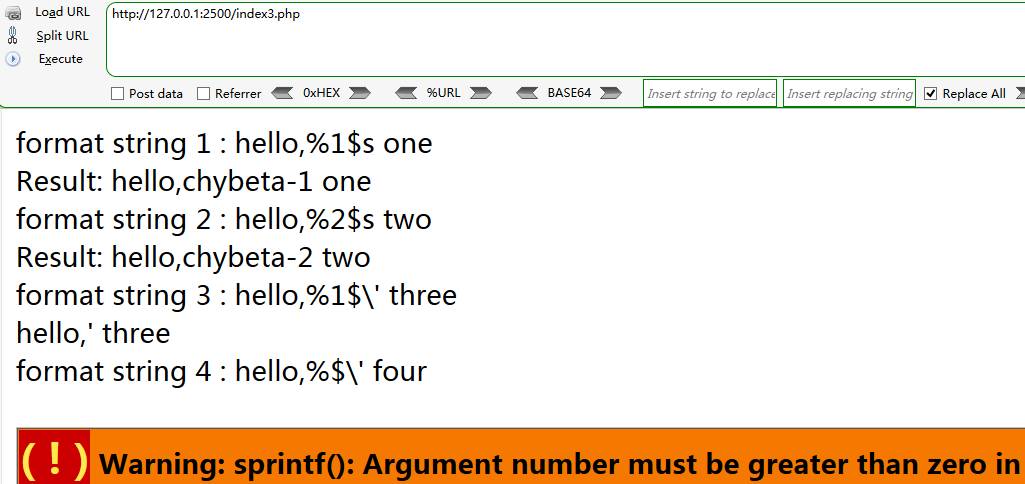 Load URL
http://127.0.0.1:2500/index3.php
Split URL
Execute
Post data Referrer 0xHEX %URL BASE64 Insert string to replace Insert replacing string Replace All
format string 1 : hello,%1$s one
Result: hello,chybeta-1 one
format string 2 : hello,%2$s two
Result: hello,chybeta-2 two
format string 3 : hello,%1$\' three
hello,' three
format string 4 : hello,%$\' four
( ! ) Warning: sprintf(): Argument number must be greater than zero in